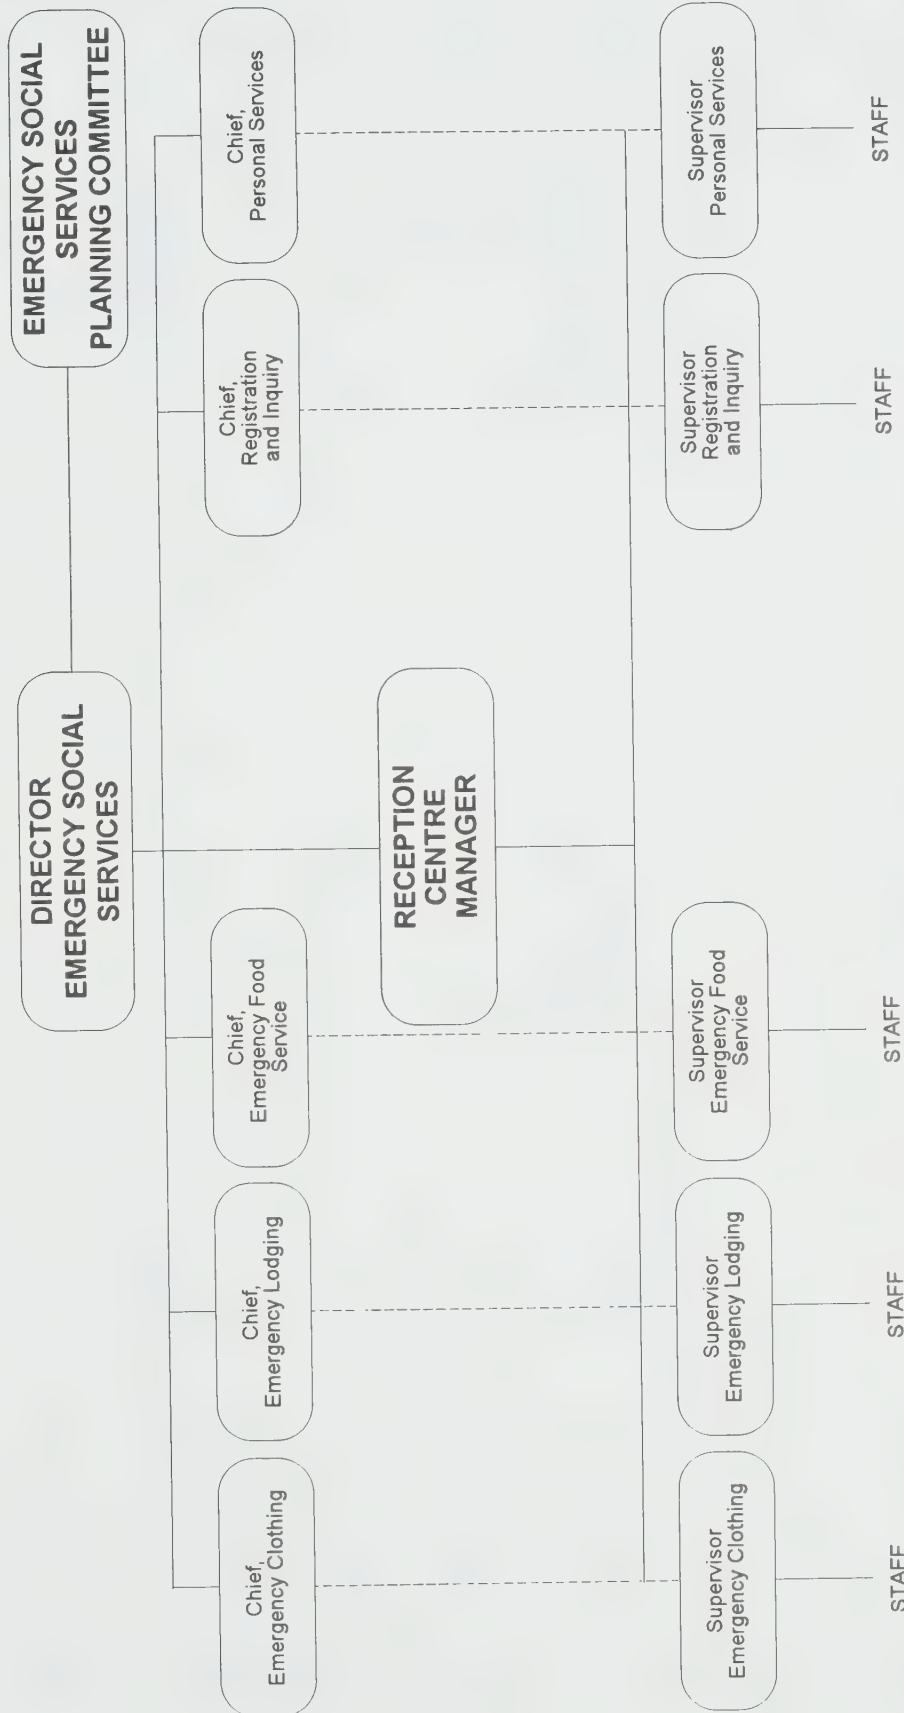 EMERGENCY SOCIAL
SERVICES
PLANNING COMMITTEE
DIRECTOR
EMERGENCY SOCIAL
SERVICES
Chief,
Emergency Clothing
Chief,
Emergency Lodging
Chief,
Emergency Food
Service
Chief,
Registration
and Inquiry
Chief,
Personal Services
RECEPTION
CENTRE
MANAGER
Supervisor
Emergency Clothing
Supervisor
Emergency Lodging
Supervisor
Emergency Food
Service
Supervisor
Registration
and Inquiry
Supervisor
Personal Services
STAFF
STAFF
STAFF
STAFF
STAFF